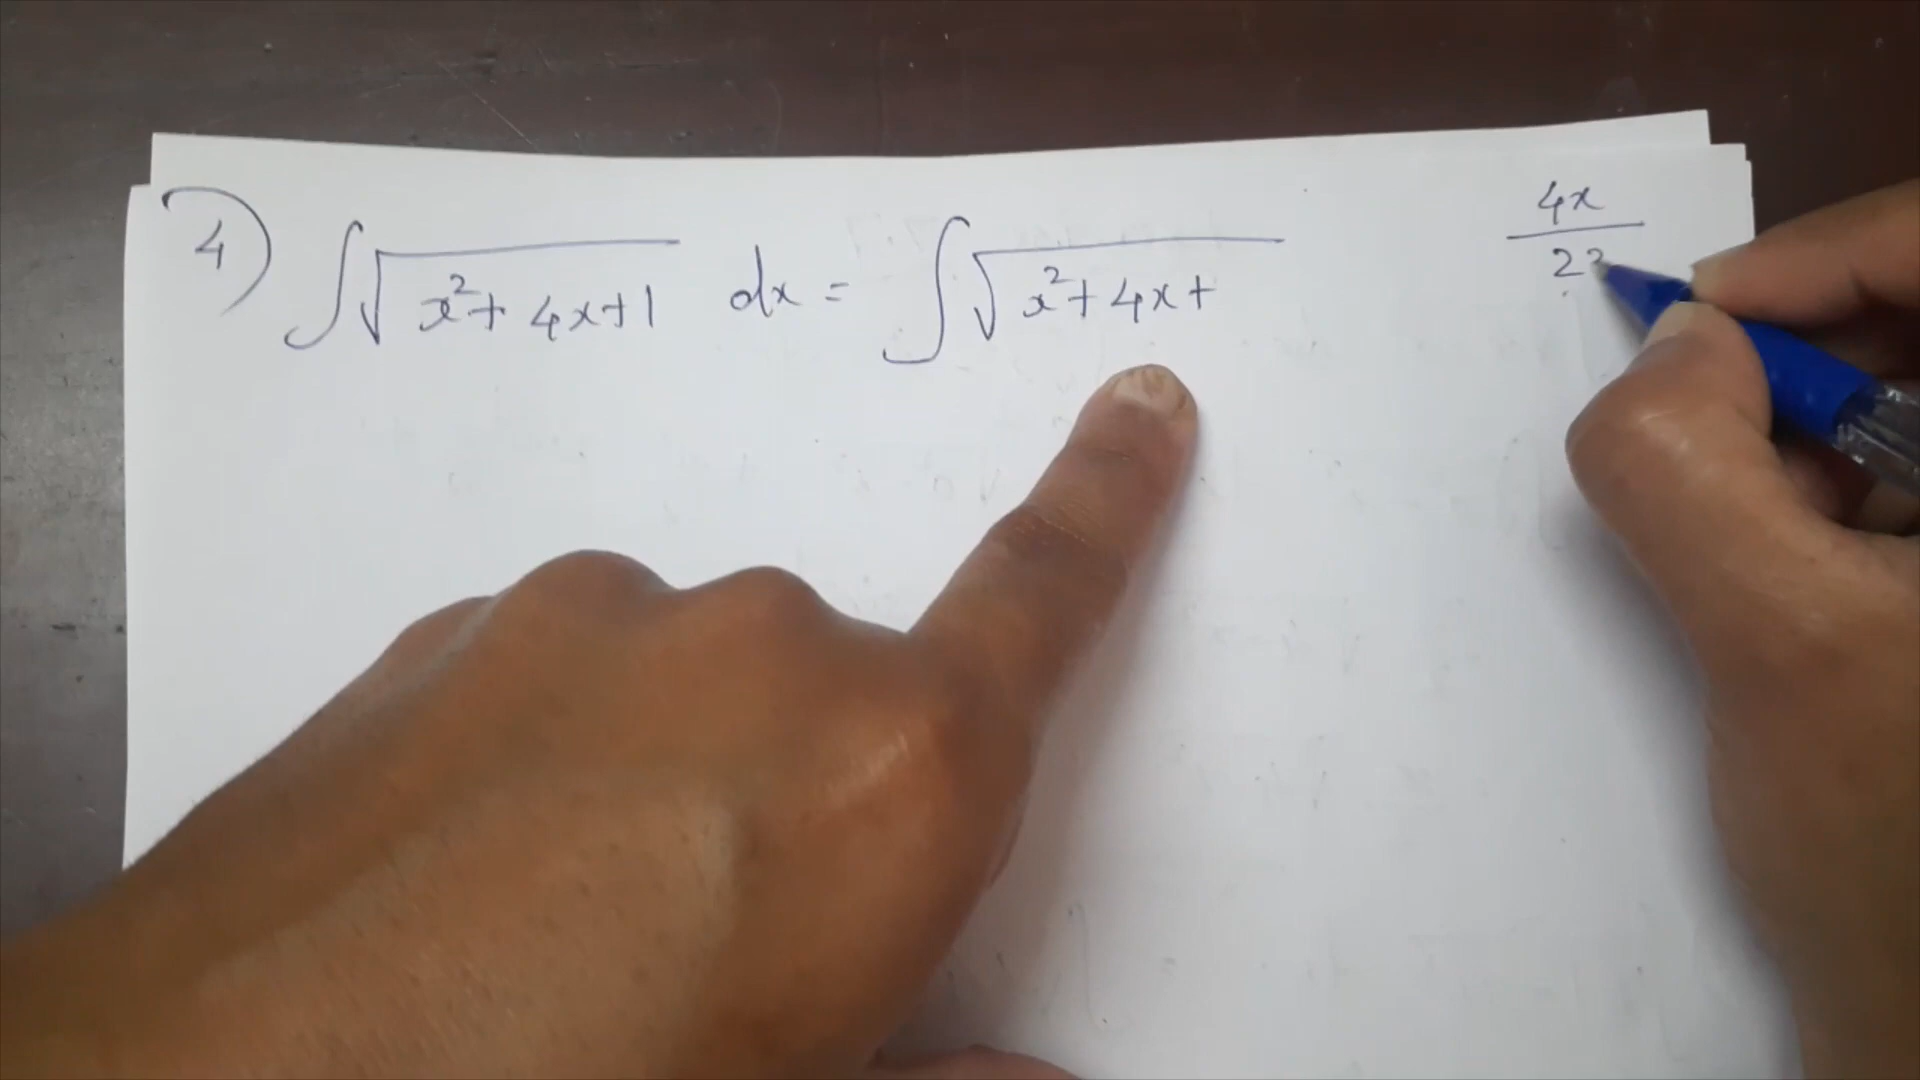 4) ∫√(x²+4x+1) dx = ∫√(x²+4x+
4x
2